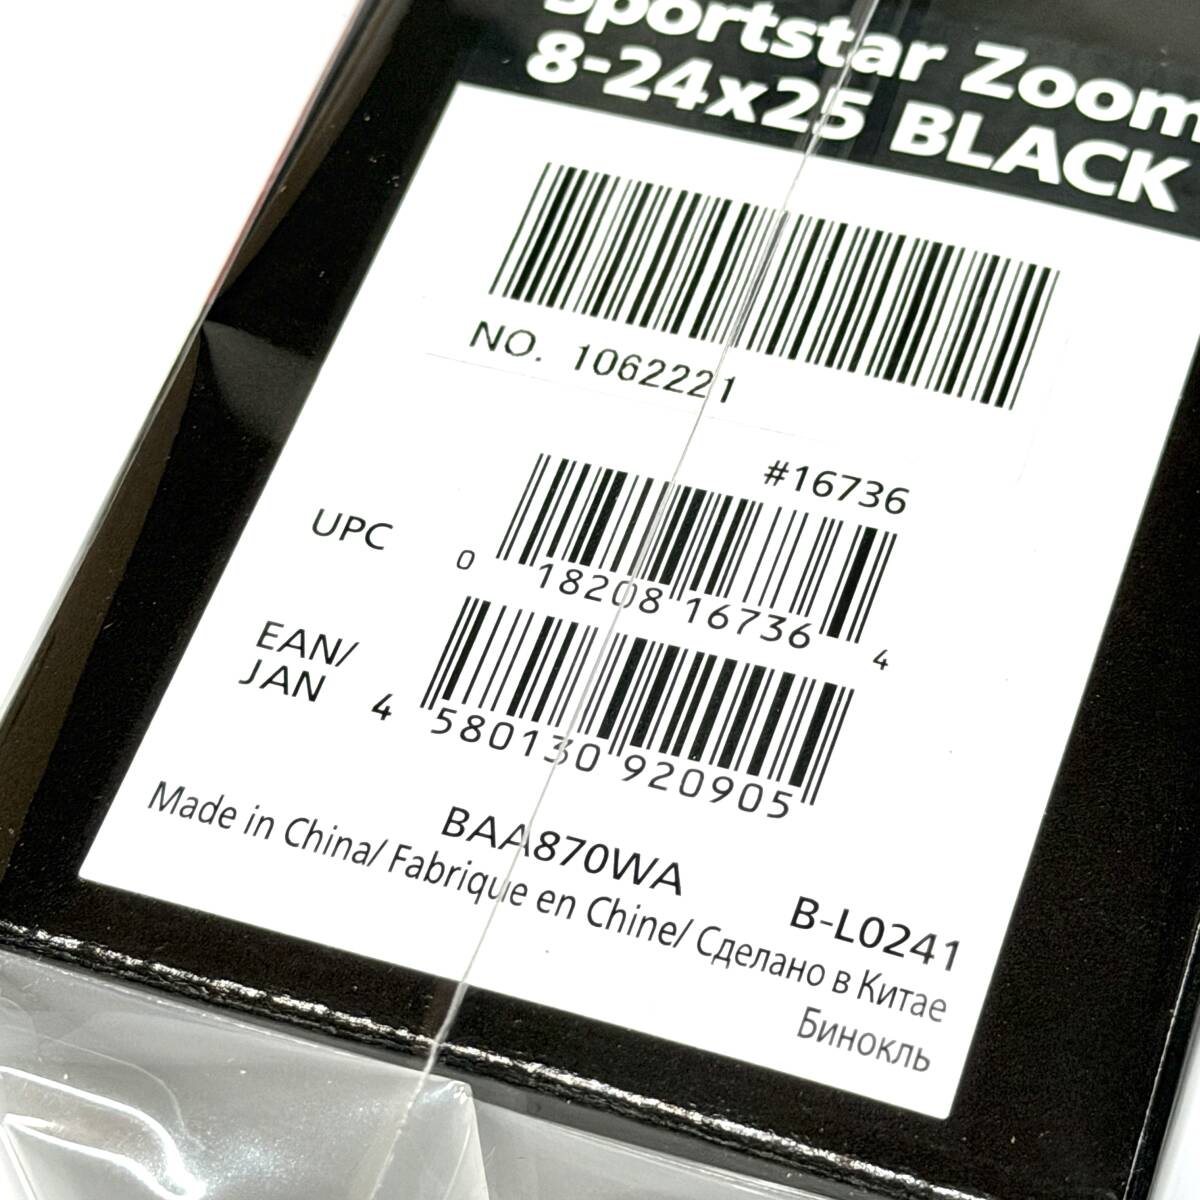 Sportstar Zoom
8-24x25 BLACK
NO. 1062221
#16736
UPC
0 18208 16736 4
EAN/
JAN
4 580130 920905
BAA870WA
B-L0241
Made in China/ Fabriqué en Chine/ Сделано в Китае
Бинокль